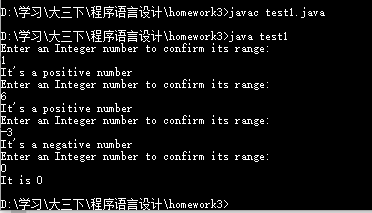 D:\学习\大三下\程序语言设计\homework3>javac test1.java
D:\学习\大三下\程序语言设计\homework3>java test1
Enter an Integer number to confirm its range:
1
It's a positive number
Enter an Integer number to confirm its range:
6
It's a positive number
Enter an Integer number to confirm its range:
-3
It's a negative number
Enter an Integer number to confirm its range:
0
It is 0
D:\学习\大三下\程序语言设计\homework3>